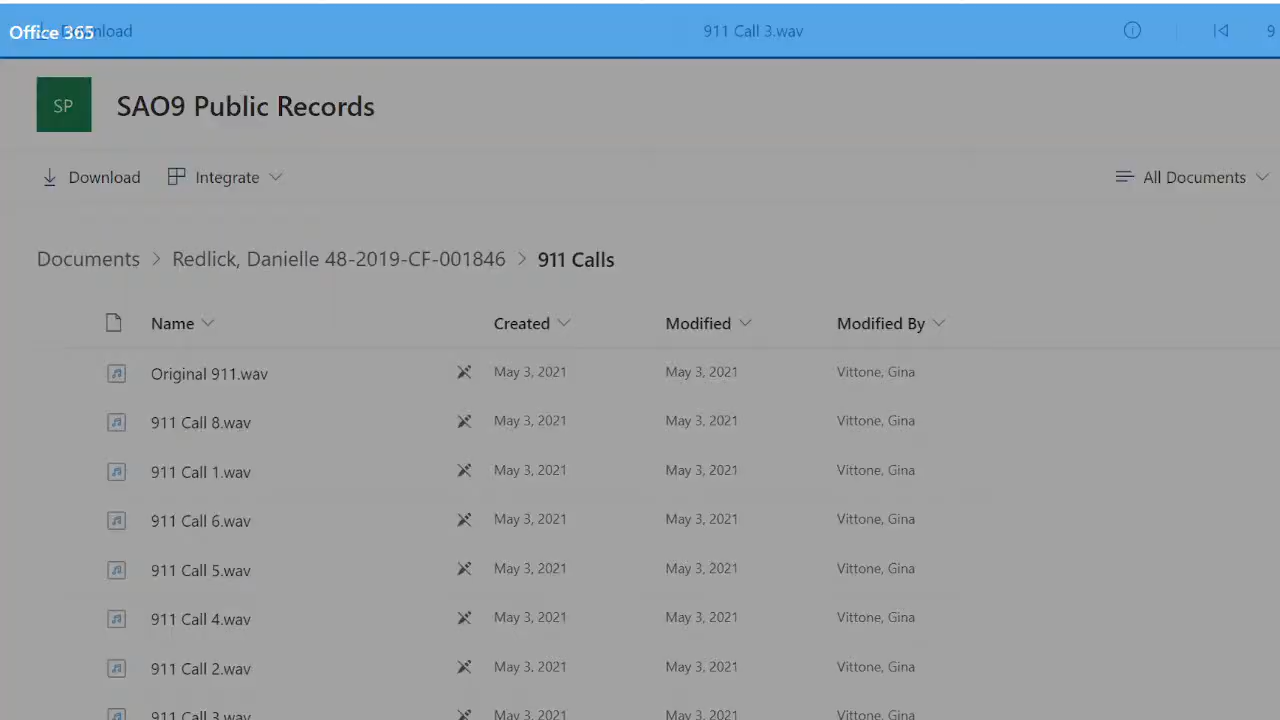 Office 365 Download 911 Call 3.wav 9
SP SAO9 Public Records
Download Integrate All Documents
Documents > Redlick, Danielle 48-2019-CF-001846 > 911 Calls
Name Created Modified Modified By
Original 911.wav May 3, 2021 May 3, 2021 Vittone, Gina
911 Call 8.wav May 3, 2021 May 3, 2021 Vittone, Gina
911 Call 1.wav May 3, 2021 May 3, 2021 Vittone, Gina
911 Call 6.wav May 3, 2021 May 3, 2021 Vittone, Gina
911 Call 5.wav May 3, 2021 May 3, 2021 Vittone, Gina
911 Call 4.wav May 3, 2021 May 3, 2021 Vittone, Gina
911 Call 2.wav May 3, 2021 May 3, 2021 Vittone, Gina
911 Call 3.wav May 3, 2021 May 3, 2021 Vittone, Gina